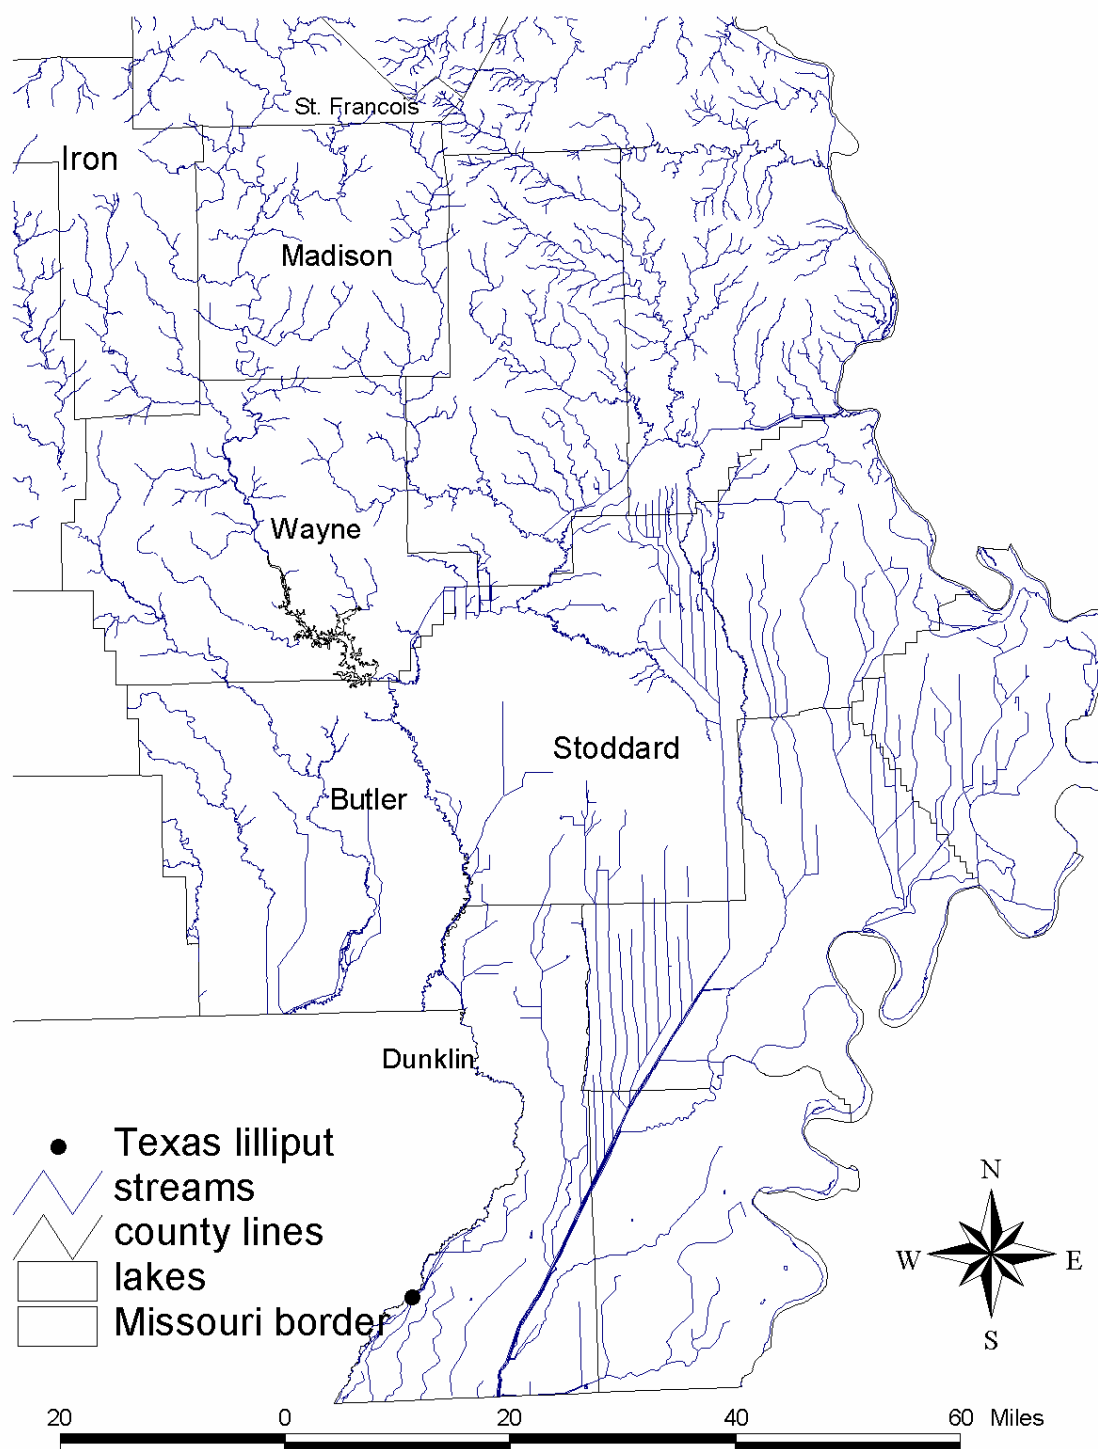 St. Francois
Iron
Madison
Wayne
Stoddard
Butler
Dunklin
Texas lilliput
streams
county lines
lakes
Missouri border
N
W E
S
20 0 20 40 60 Miles